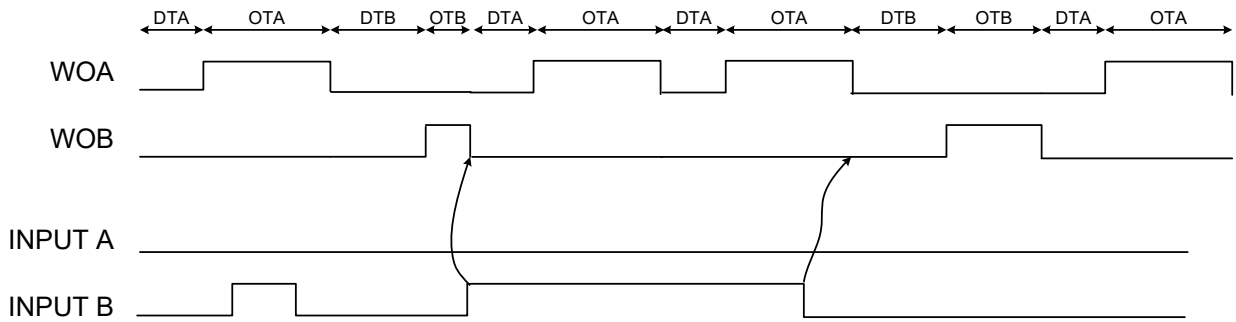 DTA OTA DTB OTB DTA OTA DTA OTA DTB OTB DTA OTA
WOA
WOB
INPUT A
INPUT B